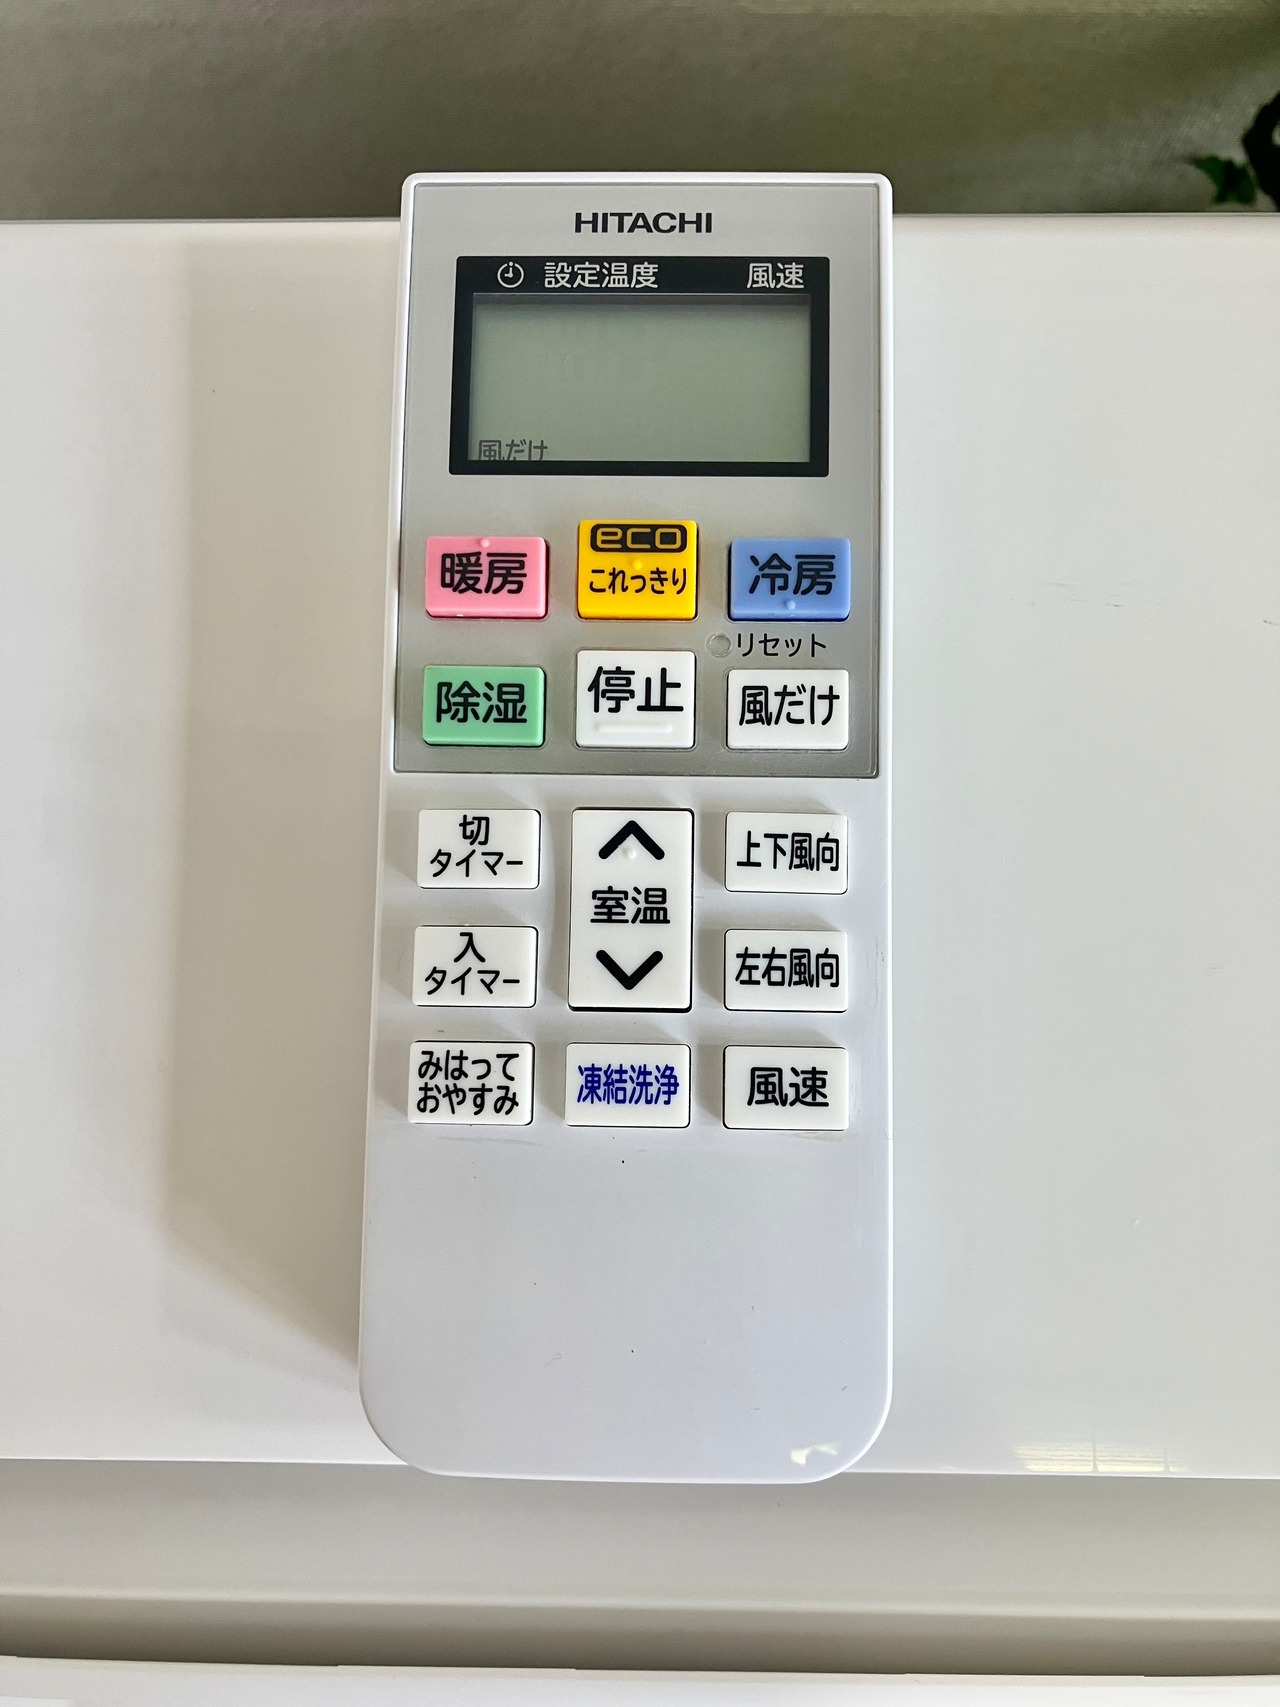 HITACHI
設定温度 風速
風だけ
暖房
eco
これっきり
冷房
リセット
除湿
停止
風だけ
切
タイマー
室温
上下風向
入
タイマー
左右風向
みはって
おやすみ
凍結洗浄
風速